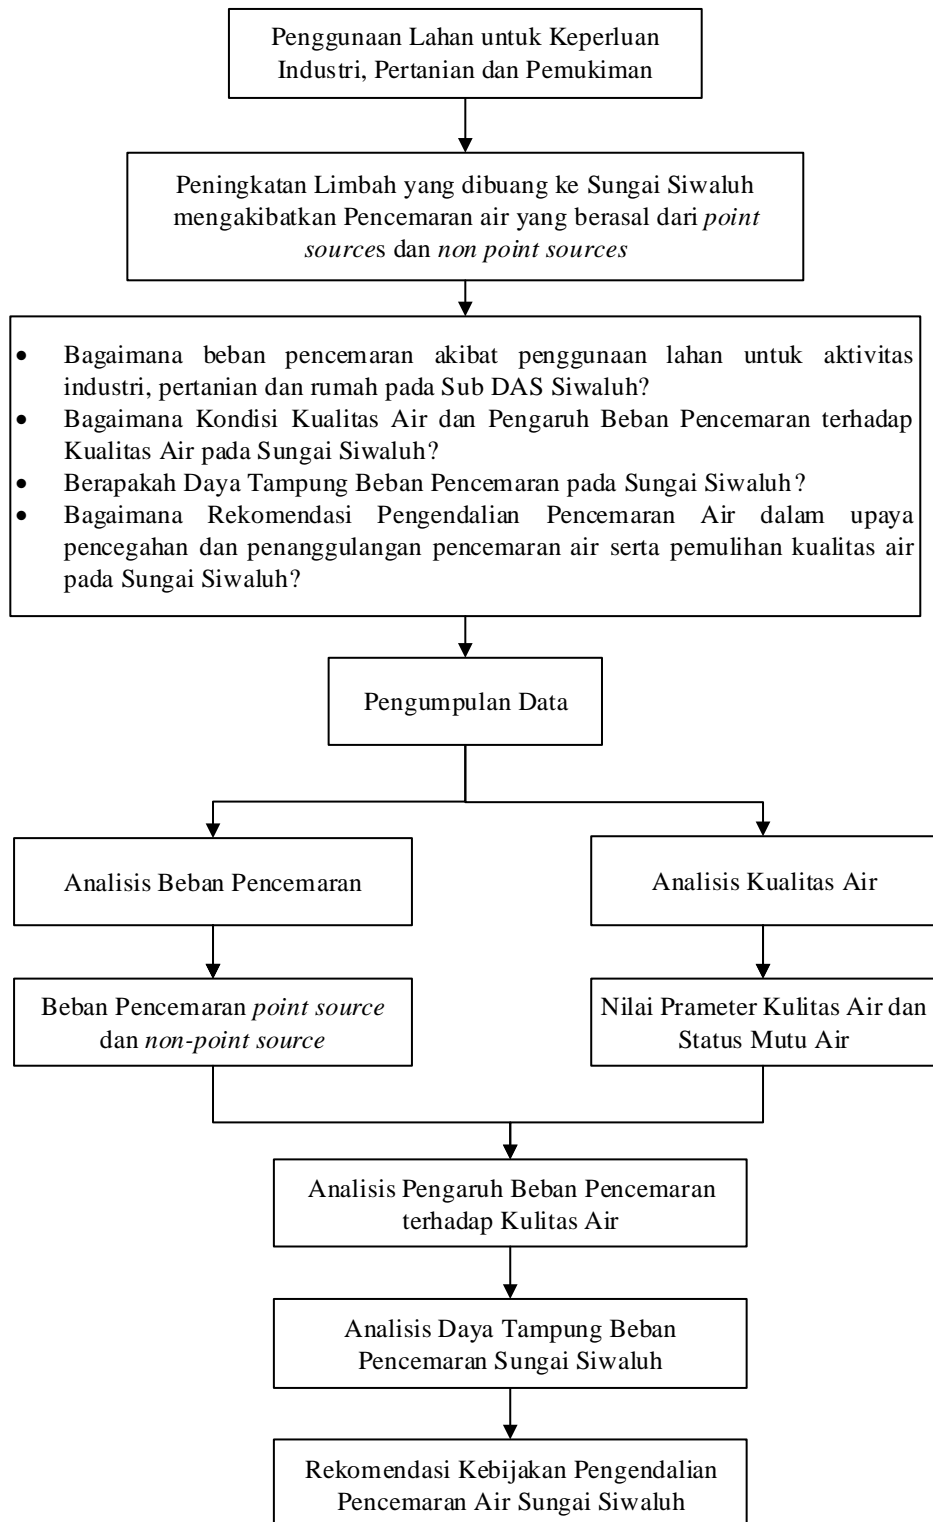 Penggunaan Lahan untuk Keperluan
Industri, Pertanian dan Pemukiman
Peningkatan Limbah yang dibuang ke Sungai Siwaluh
mengakibatkan Pencemaran air yang berasal dari point
sources dan non point sources
• Bagaimana beban pencemaran akibat penggunaan lahan untuk aktivitas
industri, pertanian dan rumah pada Sub DAS Siwaluh?
• Bagaimana Kondisi Kualitas Air dan Pengaruh Beban Pencemaran terhadap
Kualitas Air pada Sungai Siwaluh?
• Berapakah Daya Tampung Beban Pencemaran pada Sungai Siwaluh?
• Bagaimana Rekomendasi Pengendalian Pencemaran Air dalam upaya
pencegahan dan penanggulangan pencemaran air serta pemulihan kualitas air
pada Sungai Siwaluh?
Pengumpulan Data
Analisis Beban Pencemaran
Analisis Kualitas Air
Beban Pencemaran point source
dan non-point source
Nilai Prameter Kulitas Air dan
Status Mutu Air
Analisis Pengaruh Beban Pencemaran
terhadap Kulitas Air
Analisis Daya Tampung Beban
Pencemaran Sungai Siwaluh
Rekomendasi Kebijakan Pengendalian
Pencemaran Air Sungai Siwaluh